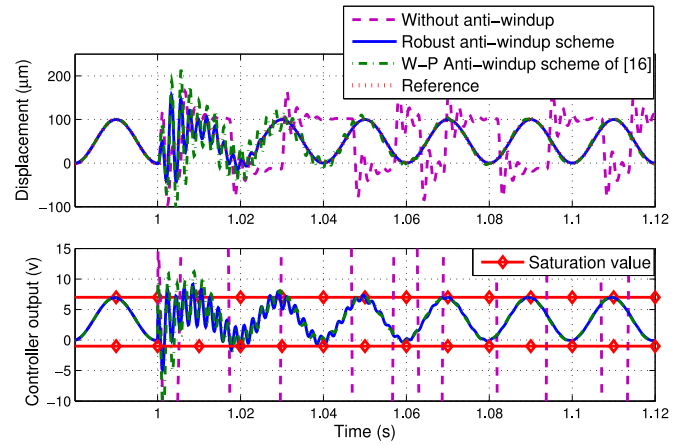 Without anti−windup
Robust anti−windup scheme
W−P Anti−windup scheme of [16]
Reference
Displacement (μm)
200
100
0
−100
1 1.02 1.04 1.06 1.08 1.1 1.12
Controller output (v)
15
10
5
0
−5
−10
Saturation value
1 1.02 1.04 1.06 1.08 1.1 1.12
Time (s)